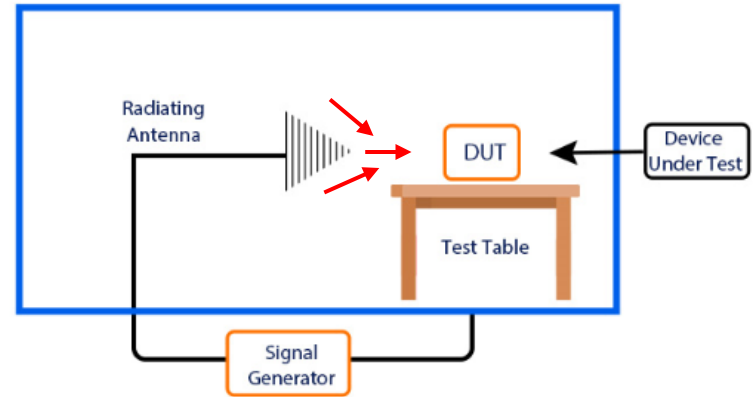 Radiating
Antenna
DUT
Device
Under Test
Test Table
Signal
Generator